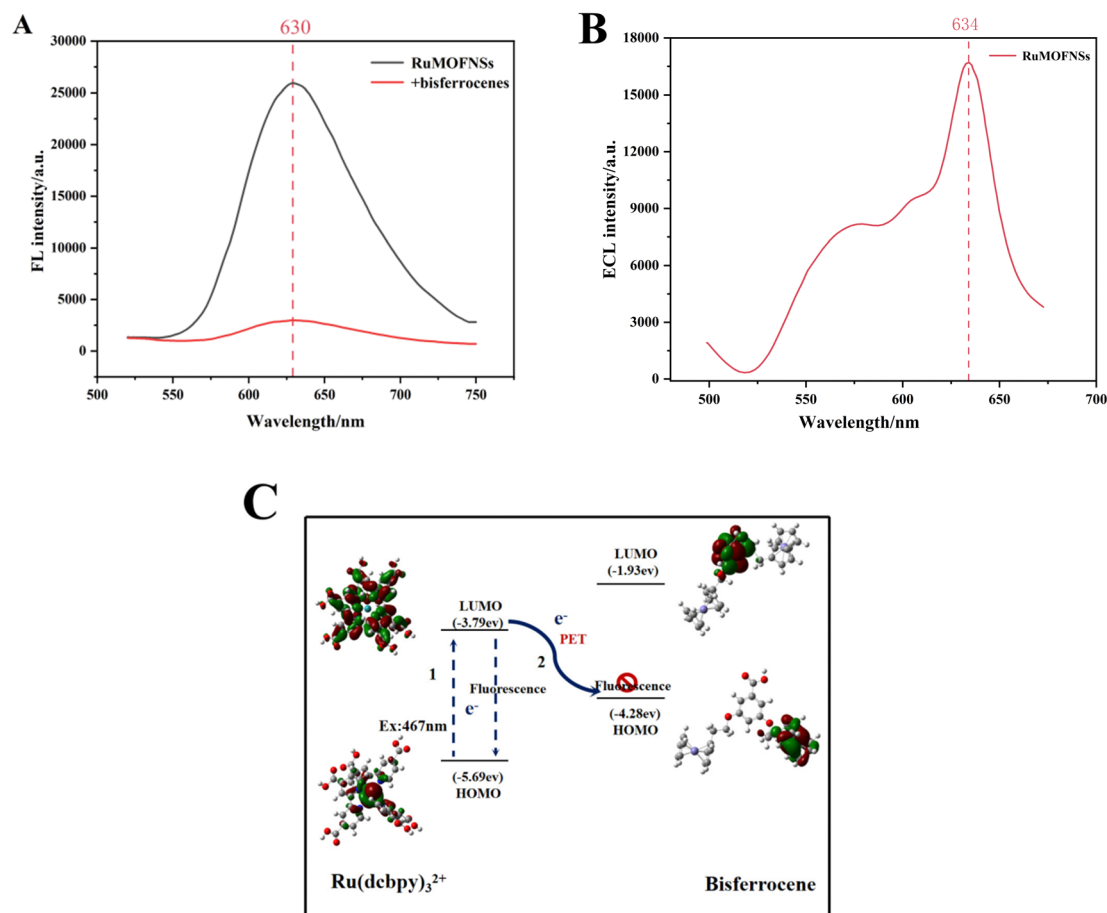 A
630
30000
25000
20000
15000
10000
5000
0
FL intensity/a.u.
RuMOFNSs
+bisferrocenes
500
550
600
650
700
750
Wavelength/nm
B
634
18000
15000
12000
9000
6000
3000
0
ECL intensity/a.u.
RuMOFNSs
500
550
600
650
700
Wavelength/nm
C
LUMO
(-3.79ev)
1
Fluorescence
e⁻
Ex:467nm
(-5.69ev)
HOMO
Ru(dcbpy)₃²⁺
e⁻
PET
2
LUMO
(-1.93ev)
Fluorescence
(-4.28ev)
HOMO
Bisferrocene